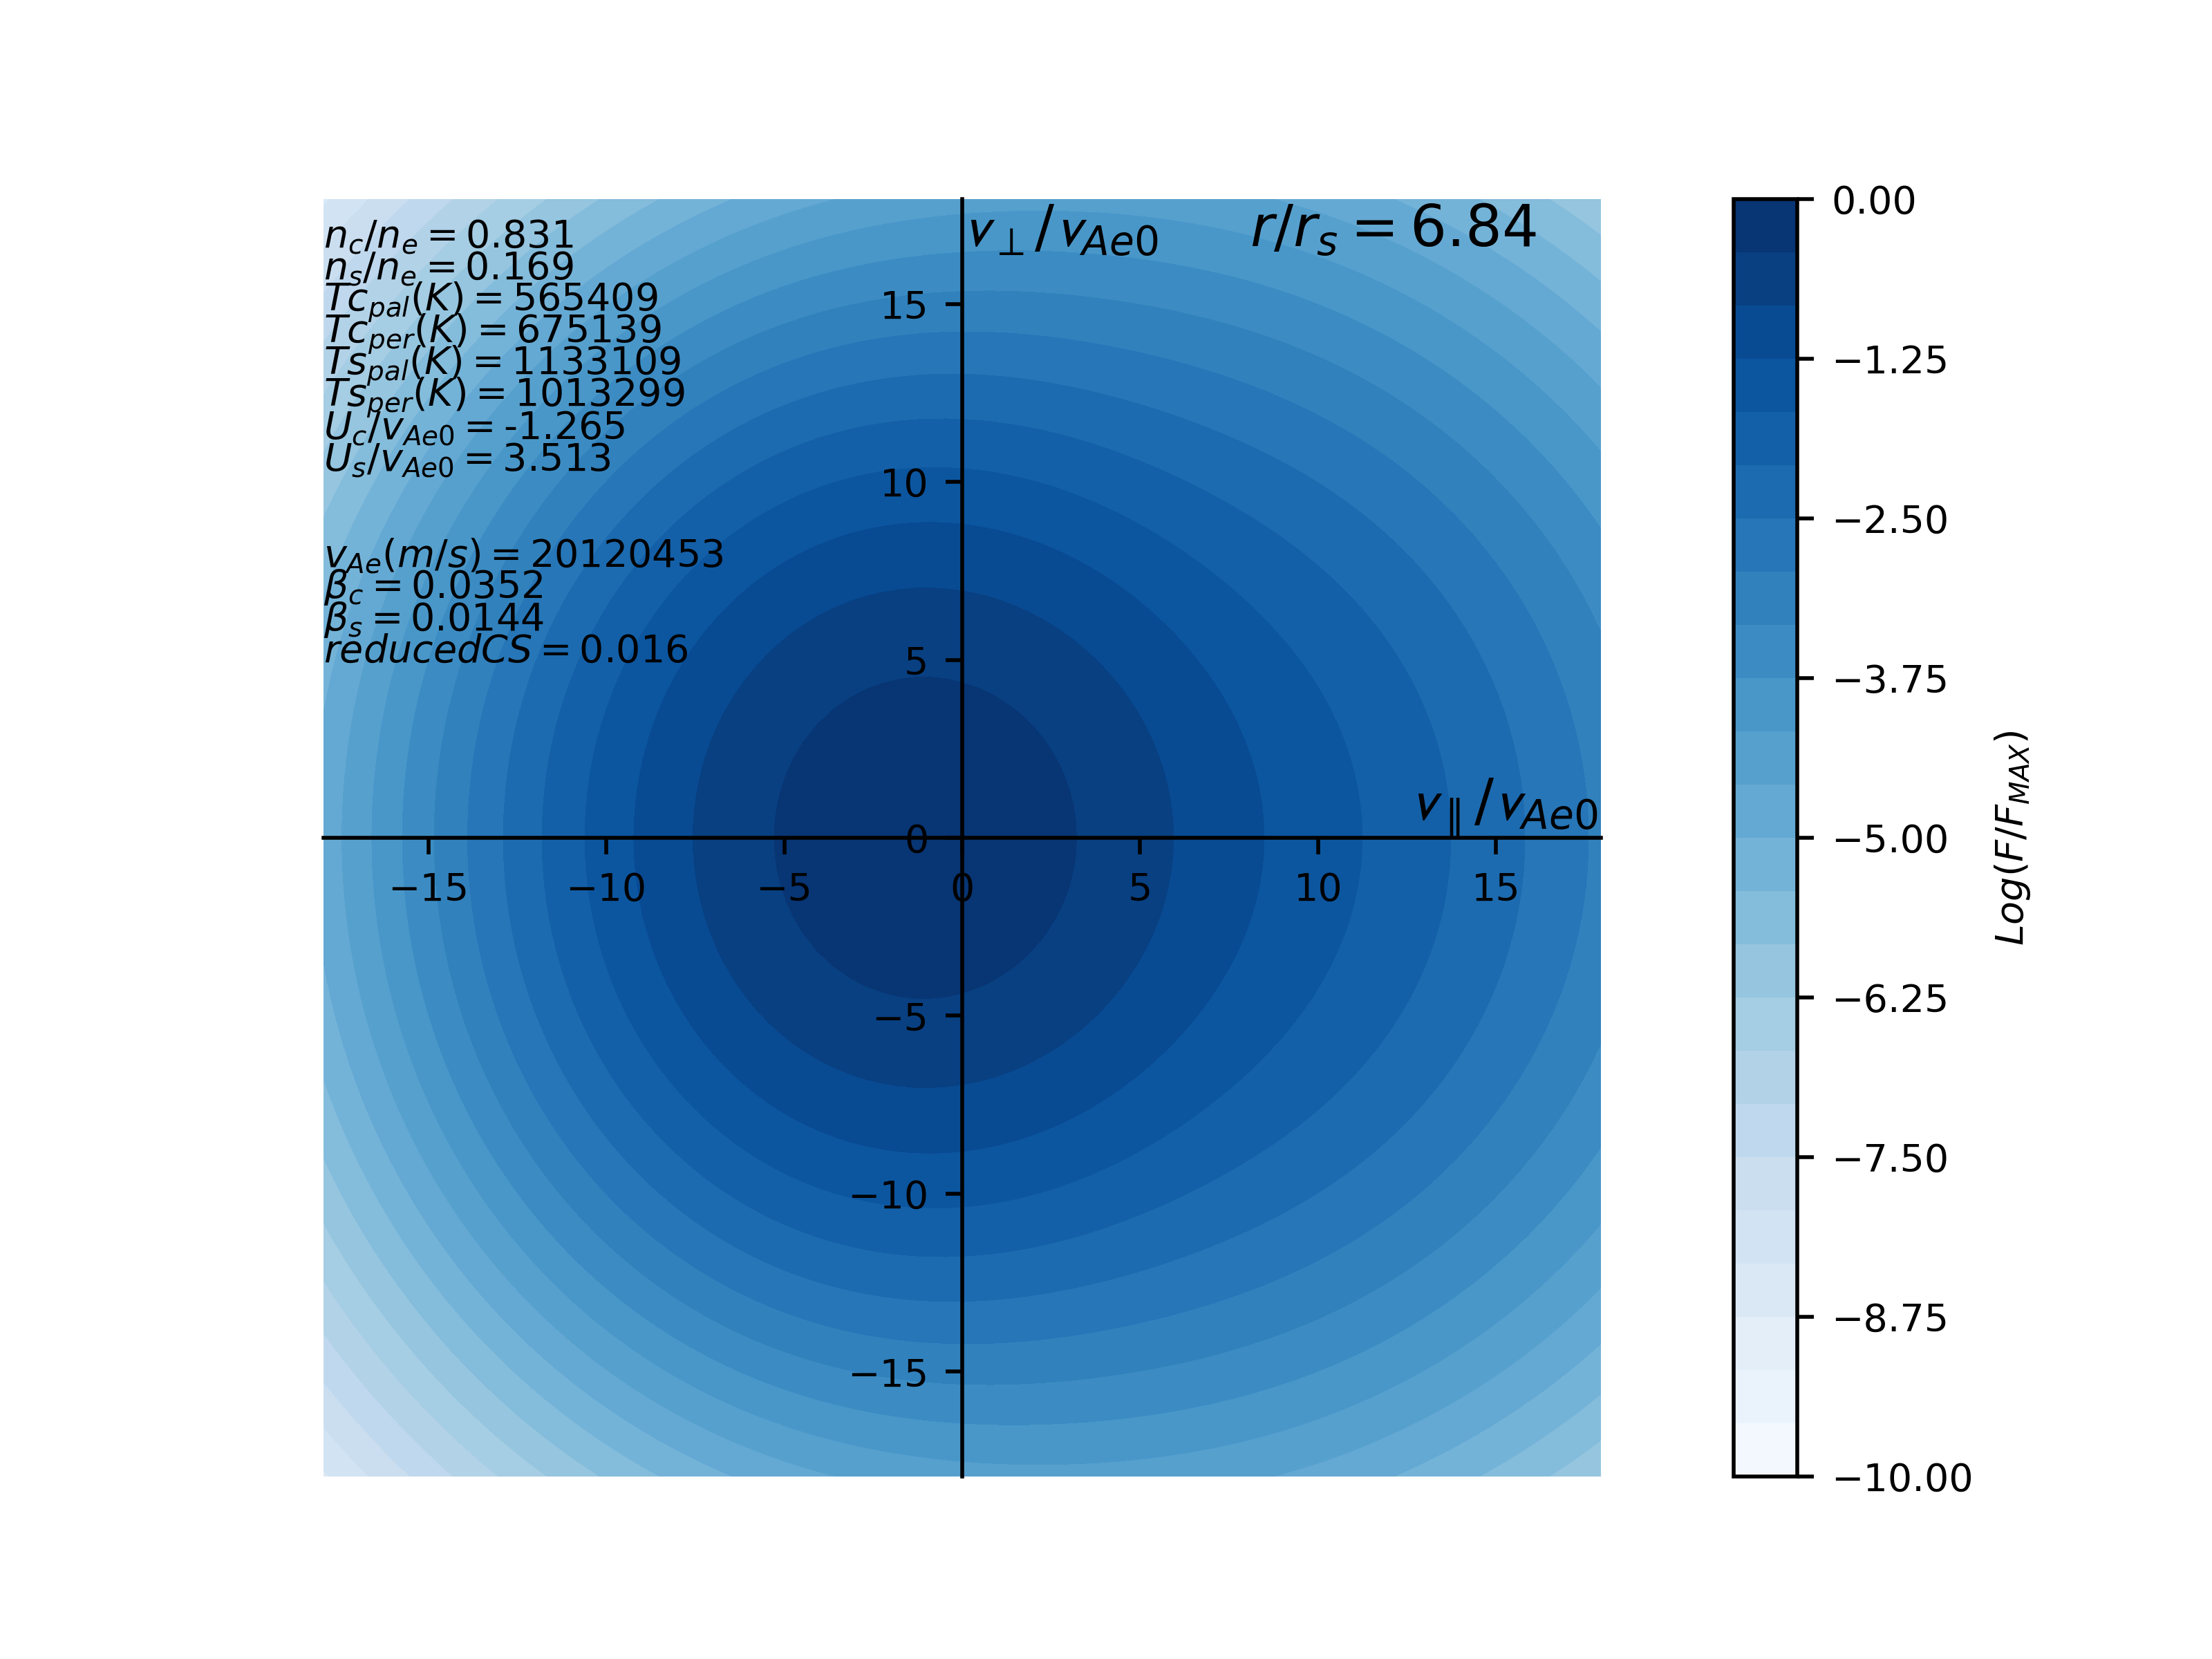 n_c/n_e = 0.831
n_s/n_e = 0.169
Tc_pal(K) = 565409
Tc_per(K) = 675139
Ts_pal(K) = 1133109
Ts_per(K) = 1013299
U_c/v_Ae0 = -1.265
U_s/v_Ae0 = 3.513
v_Ae(m/s) = 20120453
β_c = 0.0352
β_s = 0.0144
reducedCS = 0.016
v_⊥/v_Ae0
r/r_s = 6.84
15
10
5
0
−5
−10
−15
v_∥/v_Ae0
−15 −10 −5 0 5 10 15
0.00
−1.25
−2.50
−3.75
−5.00
−6.25
−7.50
−8.75
−10.00
Log(F/F_MAX)